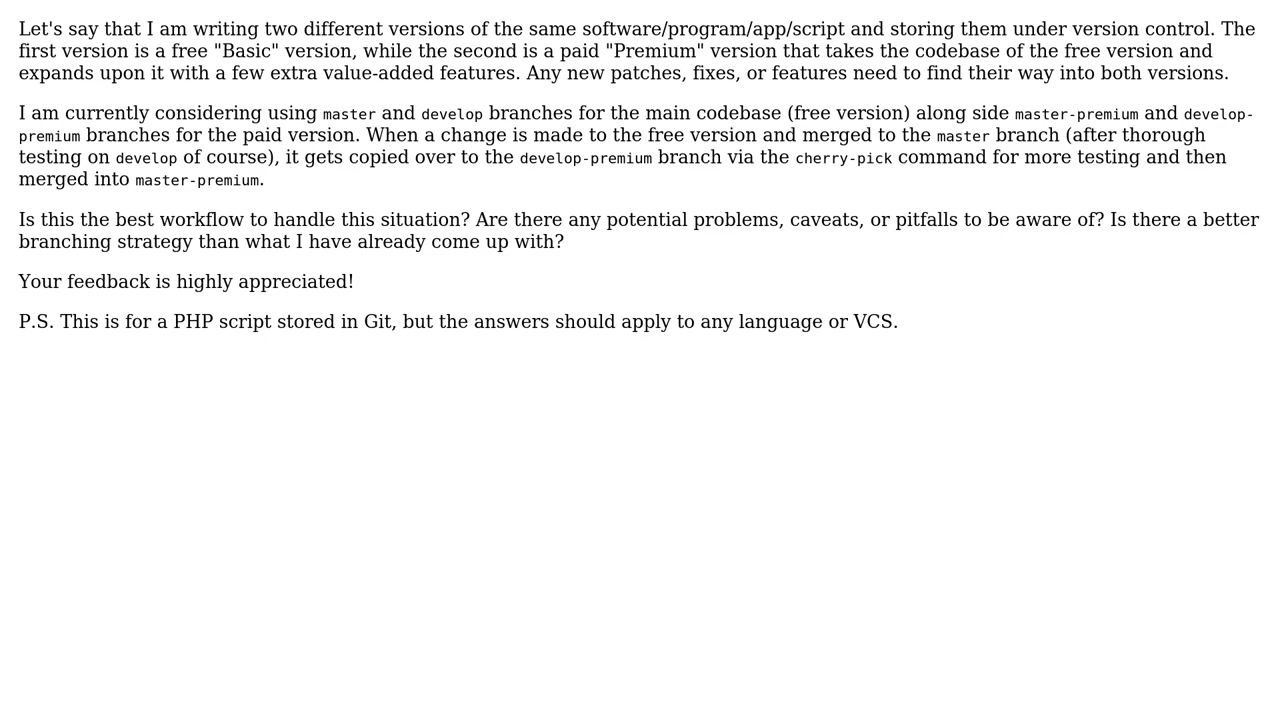 Let's say that I am writing two different versions of the same software/program/app/script and storing them under version control. The
first version is a free "Basic" version, while the second is a paid "Premium" version that takes the codebase of the free version and
expands upon it with a few extra value-added features. Any new patches, fixes, or features need to find their way into both versions.
I am currently considering using master and develop branches for the main codebase (free version) along side master-premium and develop-
premium branches for the paid version. When a change is made to the free version and merged to the master branch (after thorough
testing on develop of course), it gets copied over to the develop-premium branch via the cherry-pick command for more testing and then
merged into master-premium.
Is this the best workflow to handle this situation? Are there any potential problems, caveats, or pitfalls to be aware of? Is there a better
branching strategy than what I have already come up with?
Your feedback is highly appreciated!
P.S. This is for a PHP script stored in Git, but the answers should apply to any language or VCS.